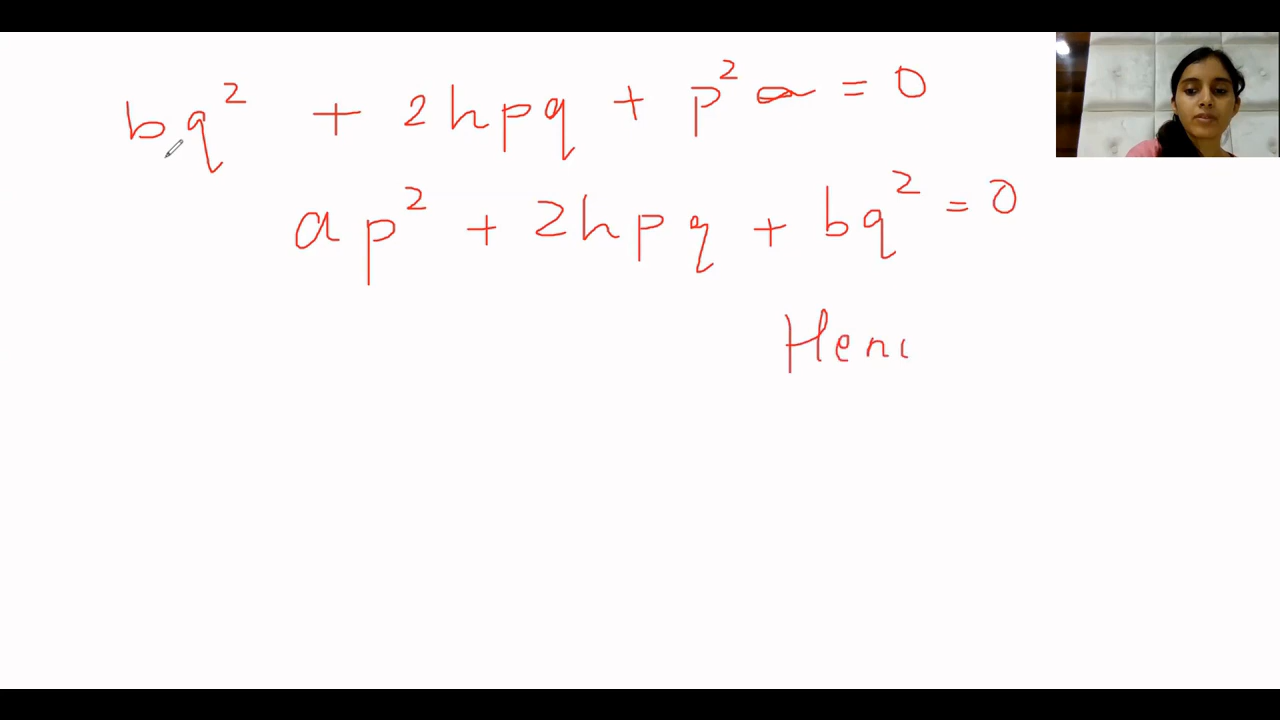 bq² + 2hpq + p²a = 0
ap² + 2hpq + bq² = 0
Henc